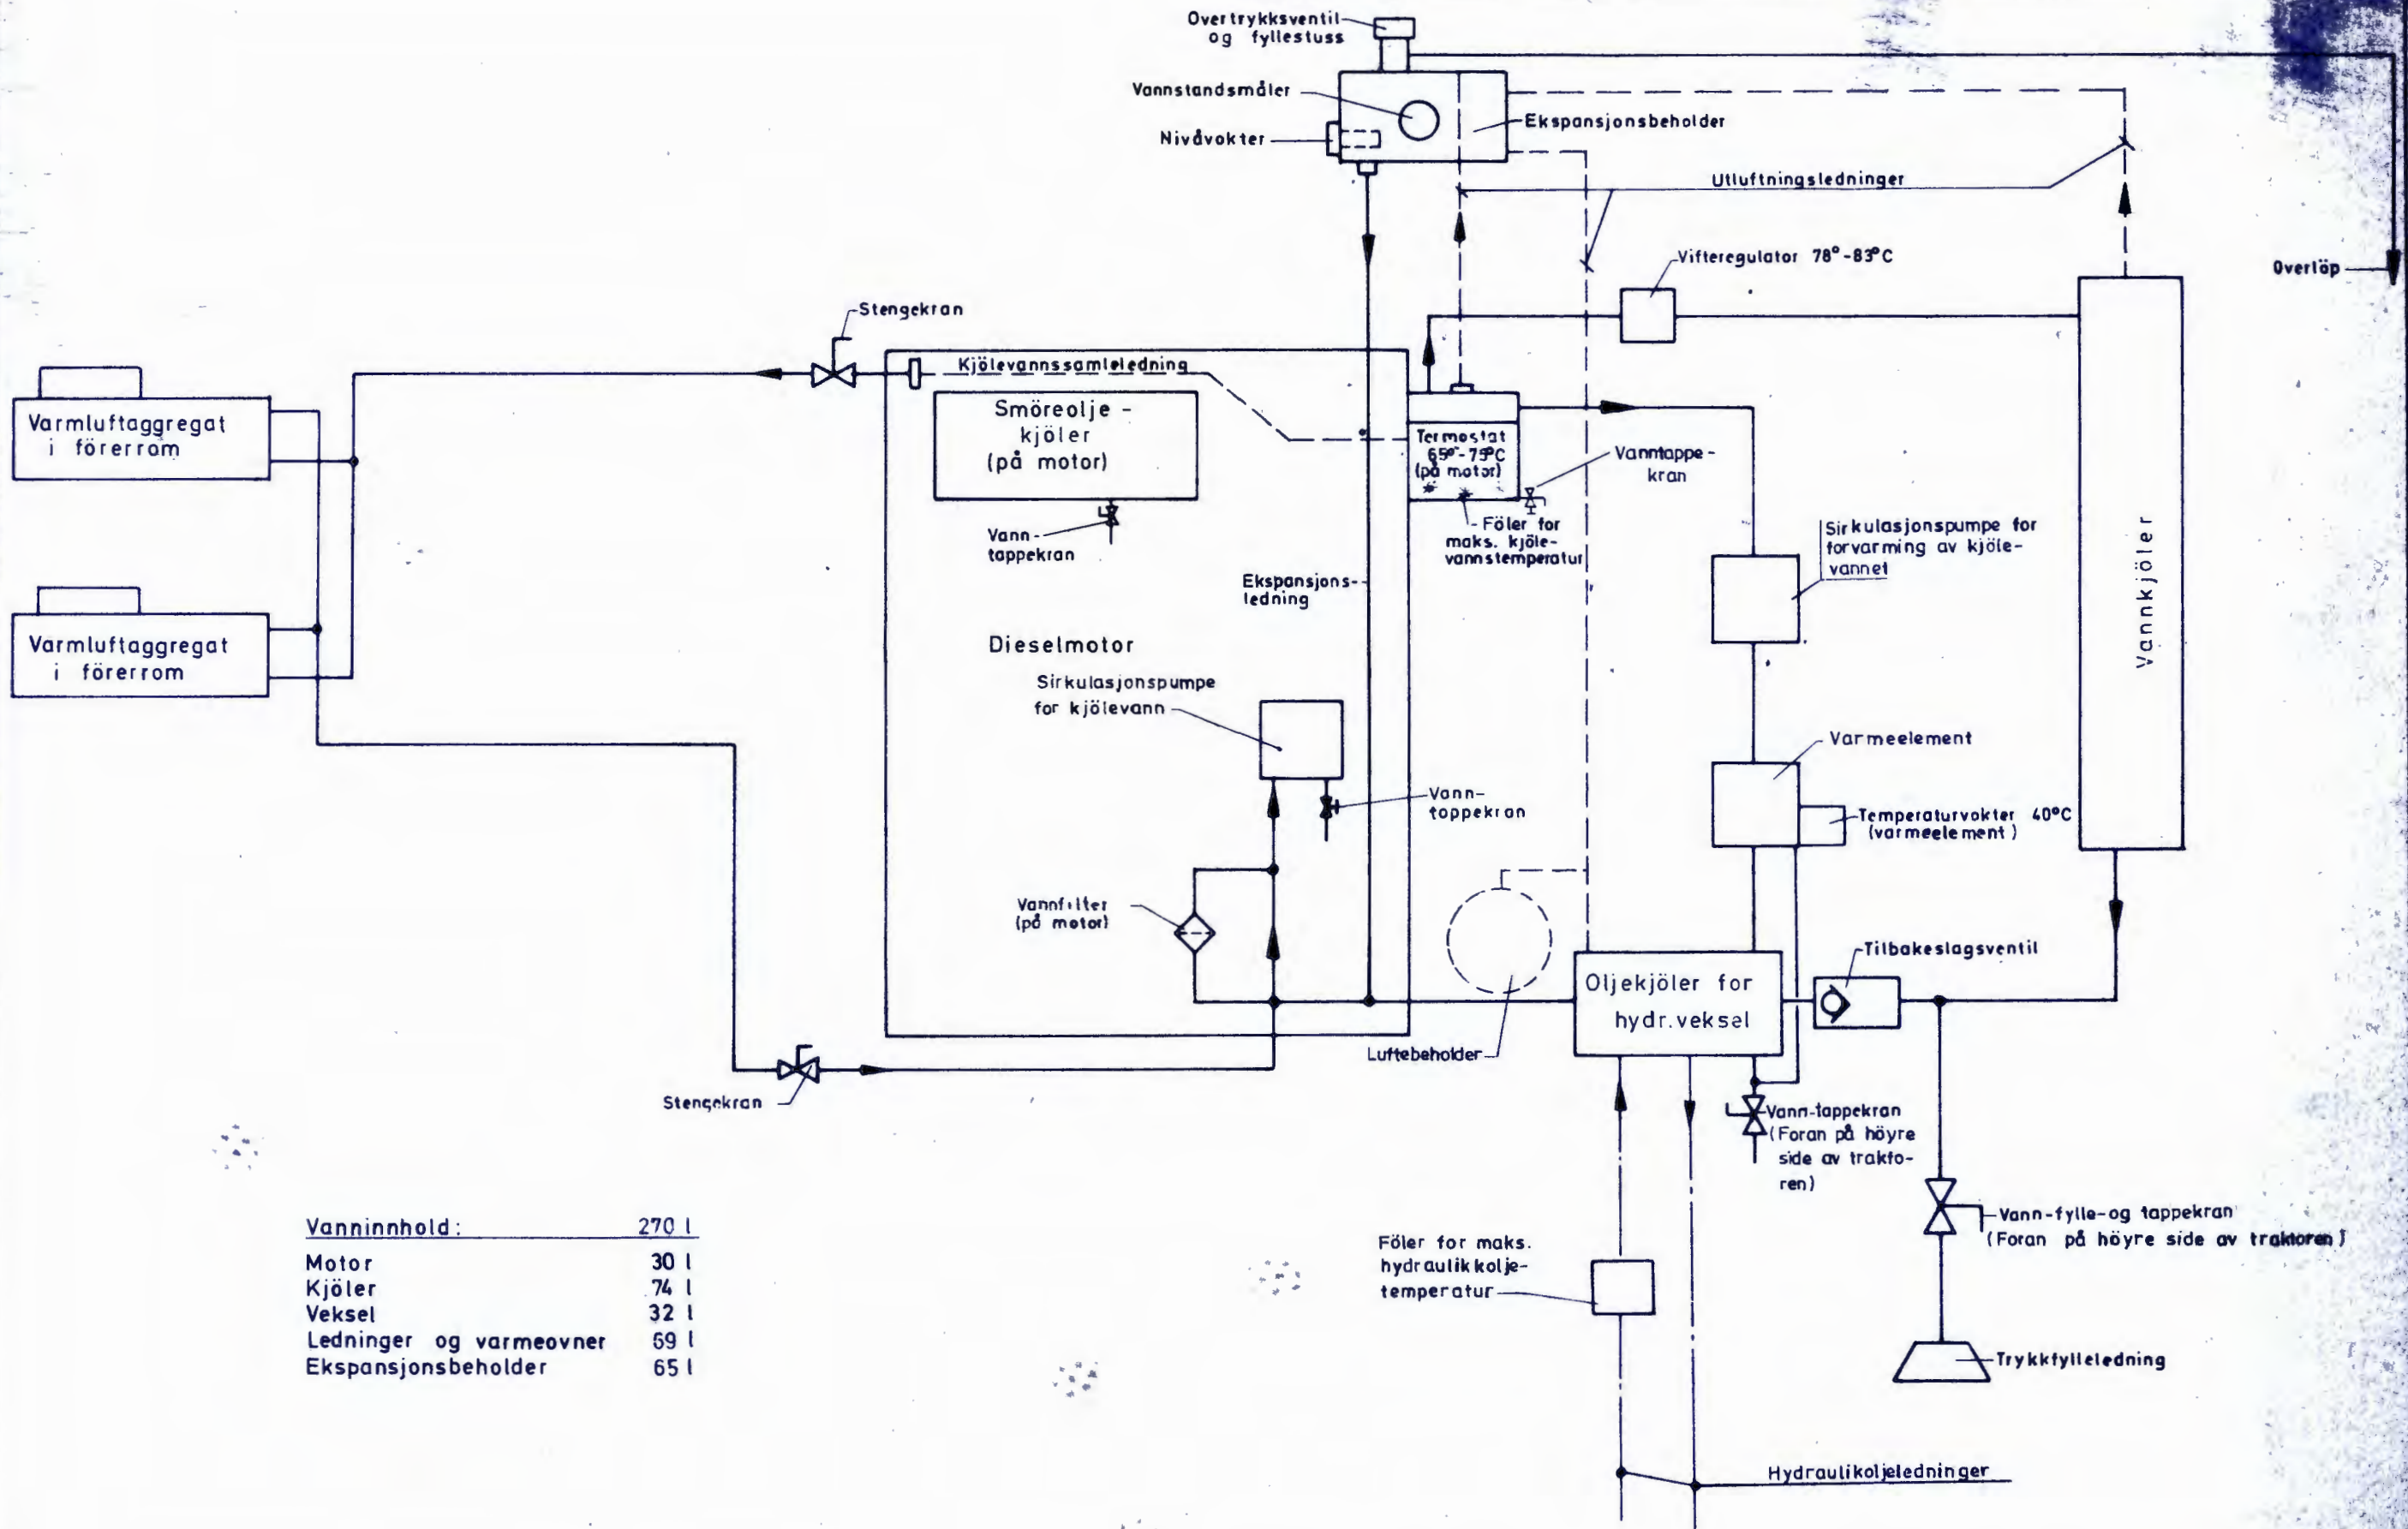 Overtrykksventil
og fyllestuss
Vannstandsmåler
Nivåvokter
Ekspansjonsbeholder
Utluftningsledninger
Vifteregulator 78°-83°C
Overlöp
Stengekran
Kjölevannssamleledning
Varmluftaggregat
i förerrom
Smöreolje-
kjöler
(på motor)
Termostat
65°-75°C
(på motor)
Vanntappe-
kran
Vann-
tappekran
Föler for
maks. kjöle-
vannstemperatur
Sirkulasjonspumpe for
forvarming av kjöle-
vannet
Vannkjöler
Ekspansjons-
ledning
Varmluftaggregat
i förerrom
Dieselmotor
Sirkulasjonspumpe
for kjölevann
Varmeelement
Vann-
tappekran
Temperaturvokter 40°C
(varmeelement)
Vannfilter
(på motor)
Tilbakeslagsventil
Oljekjöler for
hydr.veksel
Luftebeholder
Stengekran
Vann-tappekran
(Foran på höyre
side av trakto-
ren)
Vann-fylle-og tappekran
(Foran på höyre side av traktoren)
Vanninnhold: 270 l
Motor 30 l
Kjöler 74 l
Veksel 32 l
Ledninger og varmeovner 69 l
Ekspansjonsbeholder 65 l
Föler for maks.
hydraulikkolje-
temperatur
Trykkfylleledning
Hydraulikoljeledninger